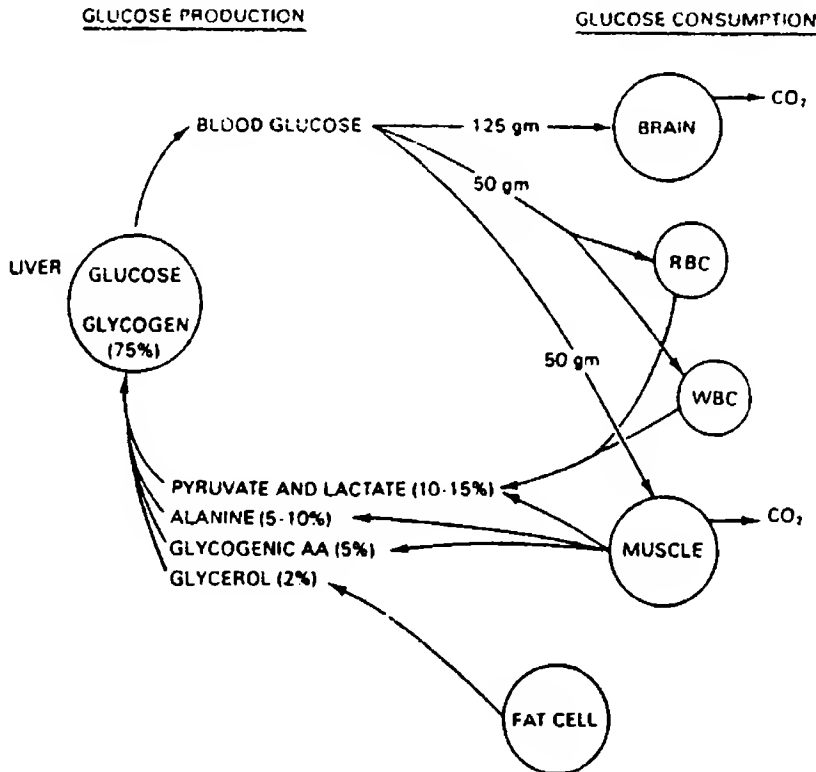 GLUCOSE PRODUCTION
GLUCOSE CONSUMPTION
BLOOD GLUCOSE
125 gm
BRAIN
CO₂
50 gm
RBC
LIVER
GLUCOSE
GLYCOGEN
(75%)
50 gm
WBC
PYRUVATE AND LACTATE (10-15%)
ALANINE (5-10%)
GLYCOGENIC AA (5%)
GLYCEROL (2%)
MUSCLE
CO₂
FAT CELL